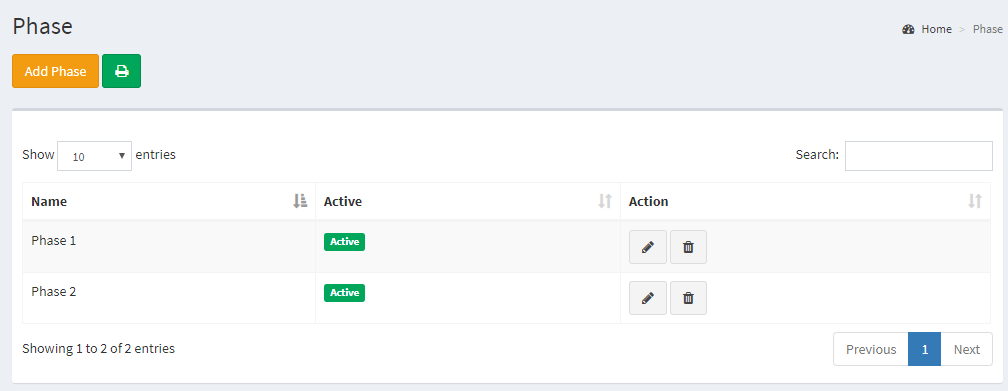 Phase
Home > Phase
Add Phase
Show 10 entries
Search:
Name Active Action
Phase 1 Active
Phase 2 Active
Showing 1 to 2 of 2 entries
Previous 1 Next